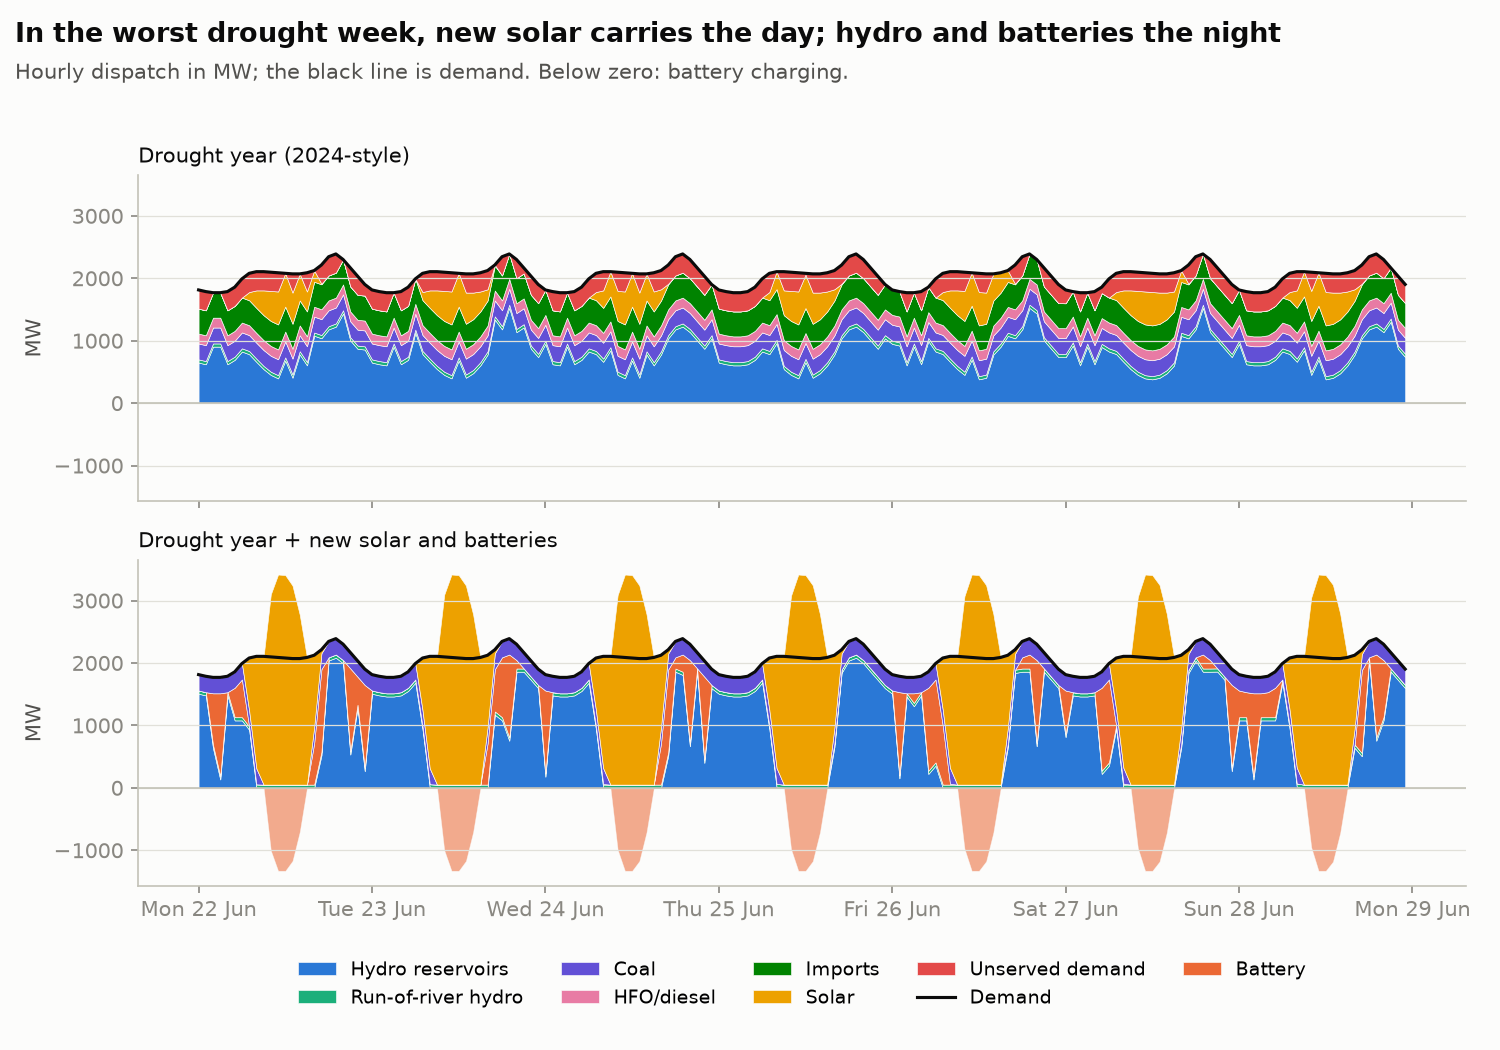 In the worst drought week, new solar carries the day; hydro and batteries the night
Hourly dispatch in MW; the black line is demand. Below zero: battery charging.
Drought year (2024-style)
3000
2000
1000
0
−1000
MW
Drought year + new solar and batteries
3000
2000
1000
0
−1000
MW
Mon 22 Jun Tue 23 Jun Wed 24 Jun Thu 25 Jun Fri 26 Jun Sat 27 Jun Sun 28 Jun Mon 29 Jun
Hydro reservoirs Coal Imports Unserved demand Battery
Run-of-river hydro HFO/diesel Solar Demand